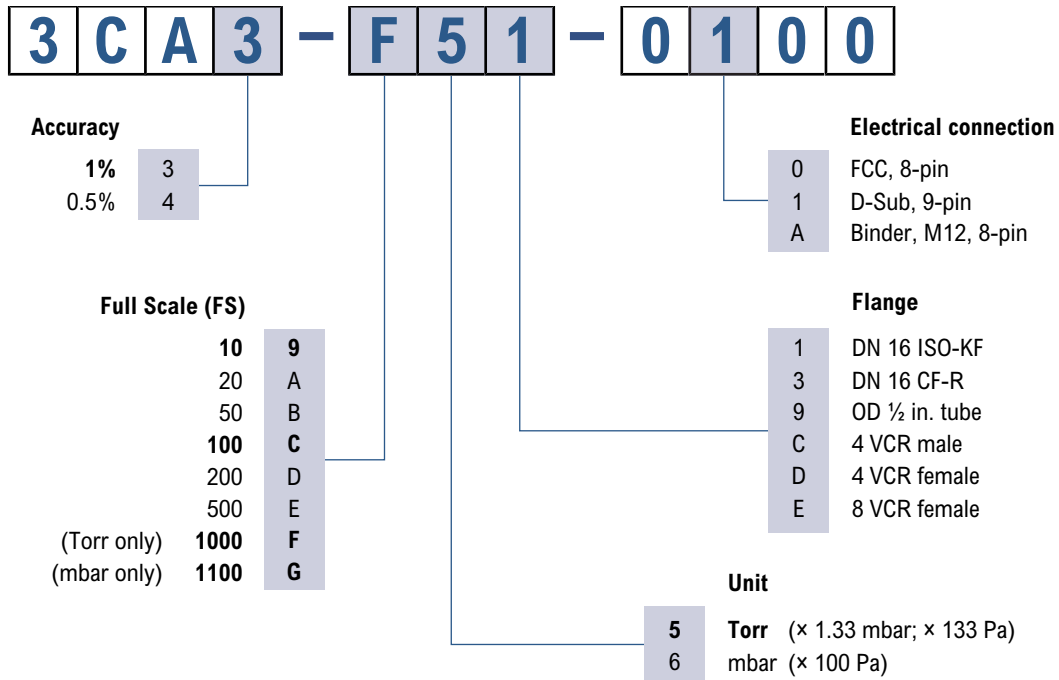 3CA3–F51–0100
Accuracy
1% 3
0.5% 4
Electrical connection
0 FCC, 8-pin
1 D-Sub, 9-pin
A Binder, M12, 8-pin
Full Scale (FS)
10 9
20 A
50 B
100 C
200 D
500 E
(Torr only) 1000 F
(mbar only) 1100 G
Flange
1 DN 16 ISO-KF
3 DN 16 CF-R
9 OD ½ in. tube
C 4 VCR male
D 4 VCR female
E 8 VCR female
Unit
5 Torr (× 1.33 mbar; × 133 Pa)
6 mbar (× 100 Pa)